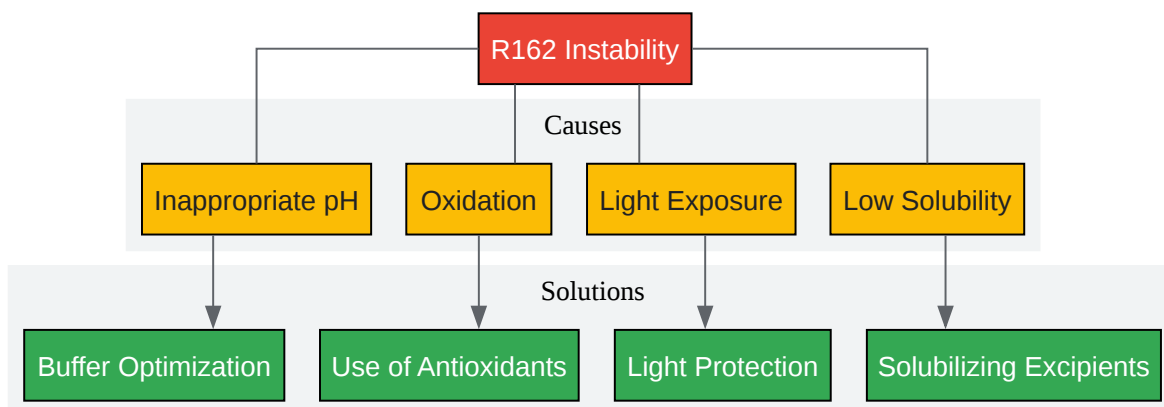 R162 Instability
Causes
Inappropriate pH
Oxidation
Light Exposure
Low Solubility
Solutions
Buffer Optimization
Use of Antioxidants
Light Protection
Solubilizing Excipients